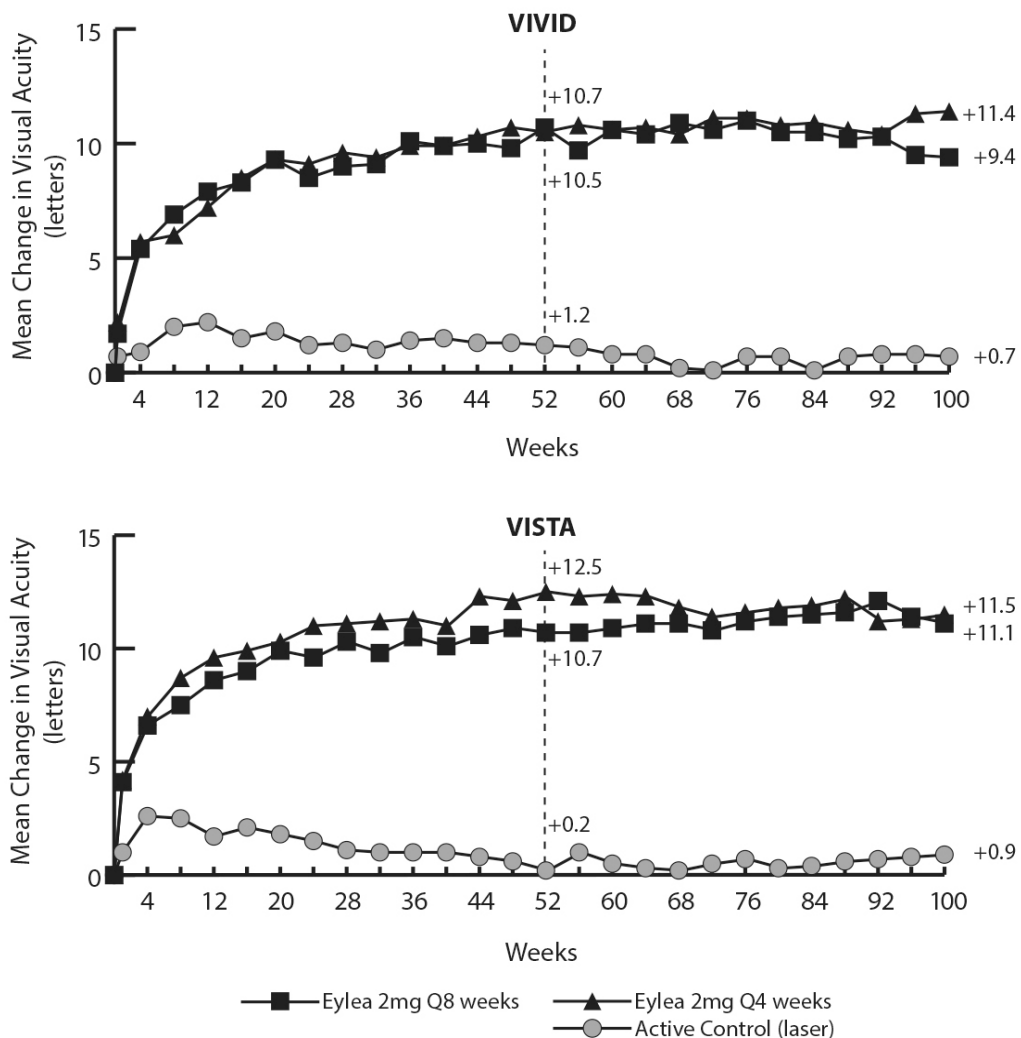 VIVID
Mean Change in Visual Acuity
(letters)
15
10
5
0
+10.7
+10.5
+1.2
+11.4
+9.4
+0.7
4 12 20 28 36 44 52 60 68 76 84 92 100
Weeks
VISTA
Mean Change in Visual Acuity
(letters)
15
10
5
0
+12.5
+10.7
+0.2
+11.5
+11.1
+0.9
4 12 20 28 36 44 52 60 68 76 84 92 100
Weeks
Eylea 2mg Q8 weeks
Eylea 2mg Q4 weeks
Active Control (laser)